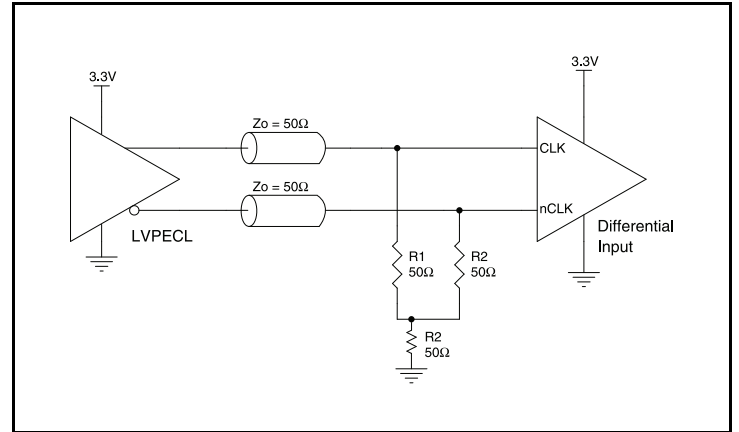 3.3V
3.3V
Zo = 50Ω
CLK
Zo = 50Ω
nCLK
LVPECL
Differential
Input
R1
50Ω
R2
50Ω
R2
50Ω